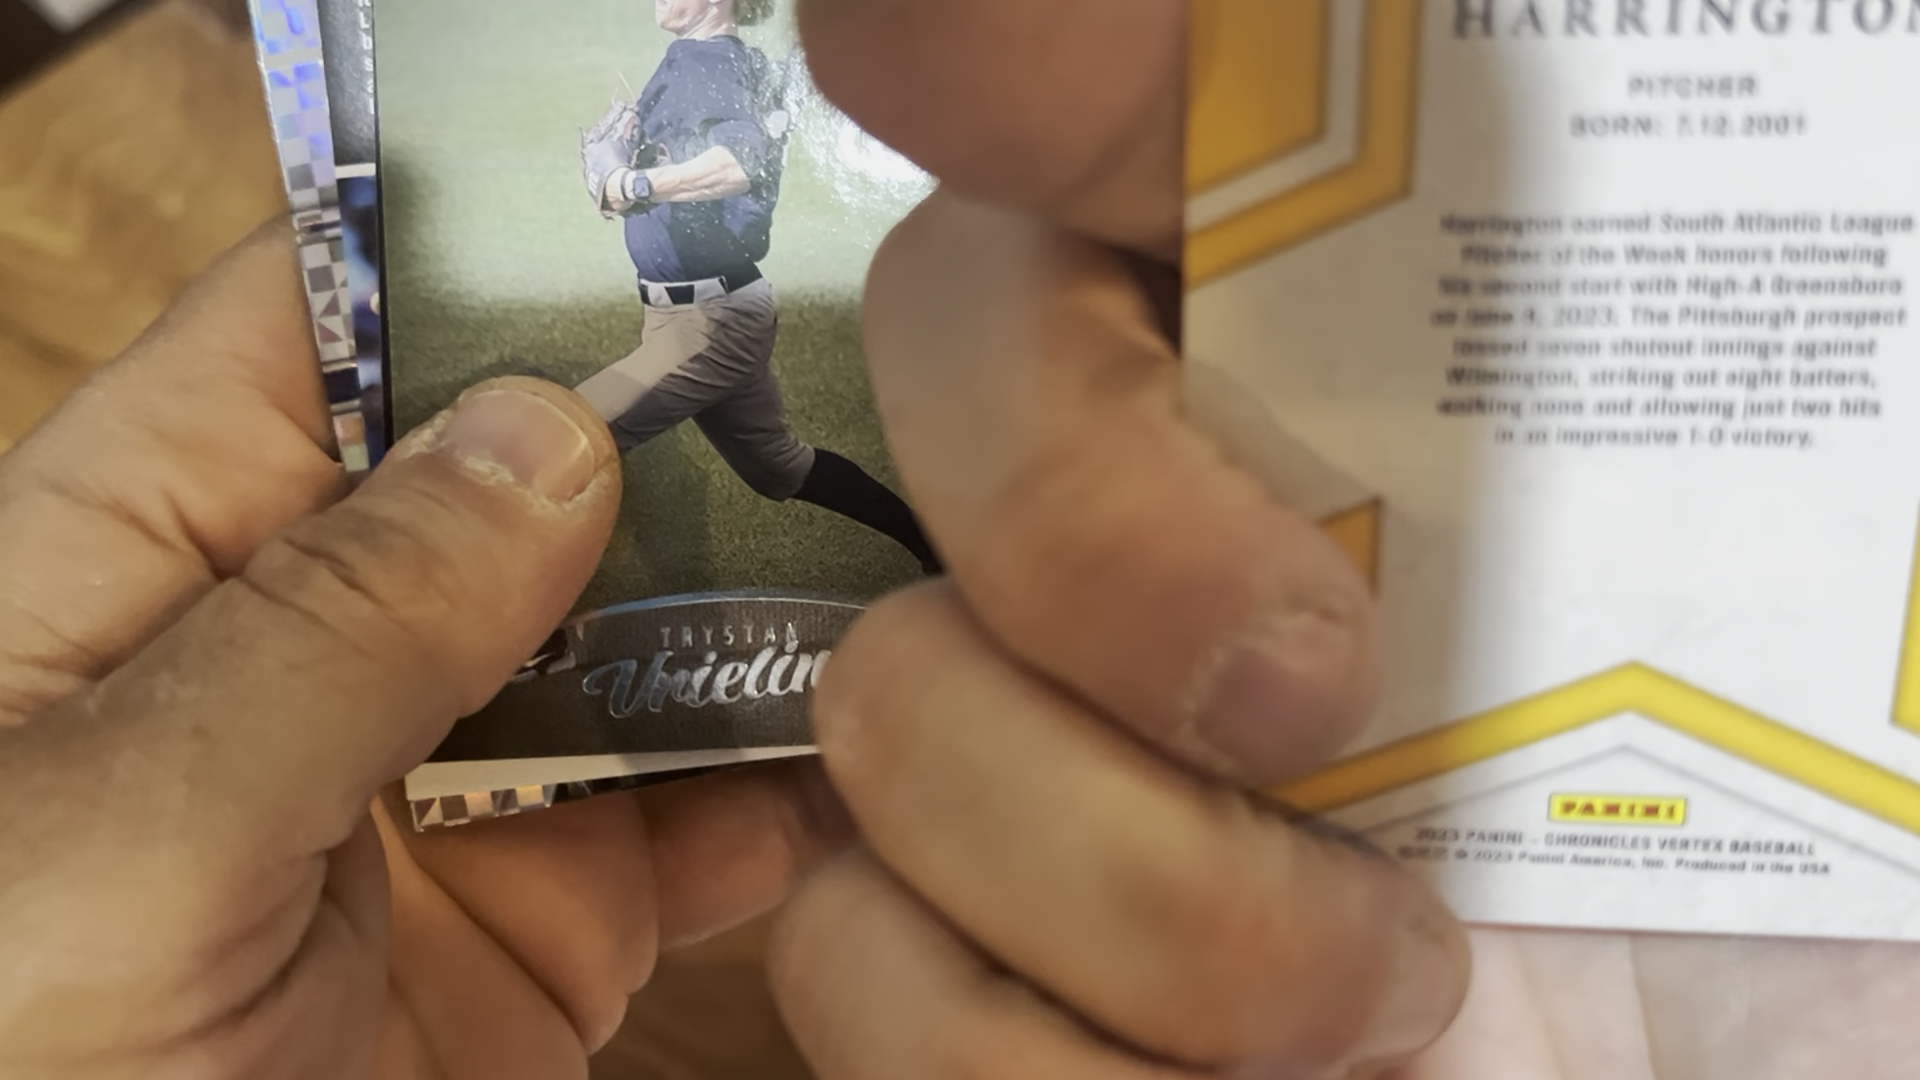 TRYSTAN
Vrielin
HARRINGTON
PITCHER
BORN: 7.12.2001
Harrington earned South Atlantic League
Pitcher of the Week honors following
his second start with High-A Greensboro
on June 8, 2023. The Pittsburgh prospect
tossed seven shutout innings against
Wilmington, striking out eight batters,
walking none and allowing just two hits
in an impressive 1-0 victory.
PANINI
2023 PANINI - CHRONICLES VERTEX BASEBALL
© 2023 Panini America, Inc. Produced in the USA